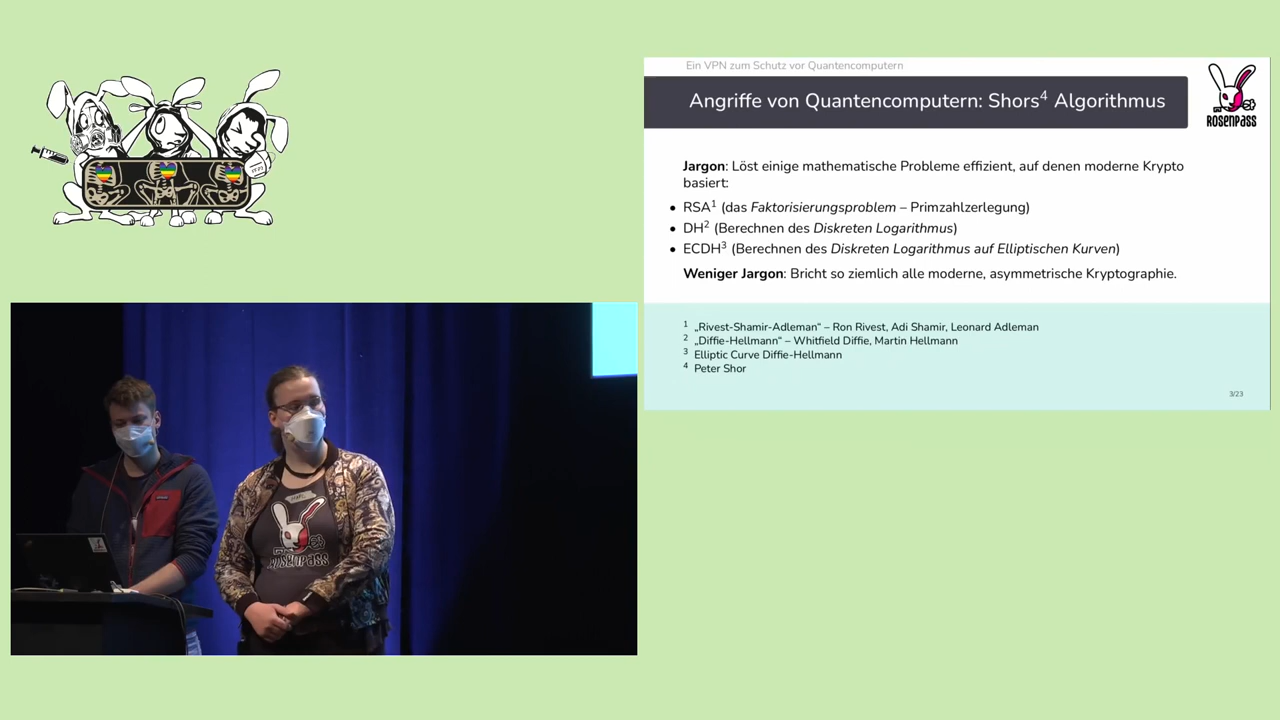 Ein VPN zum Schutz vor Quantencomputern
Angriffe von Quantencomputern: Shors⁴ Algorithmus
ROSENPASS
Jargon: Löst einige mathematische Probleme effizient, auf denen moderne Krypto
basiert:
• RSA¹ (das Faktorisierungsproblem – Primzahlzerlegung)
• DH² (Berechnen des Diskreten Logarithmus)
• ECDH³ (Berechnen des Diskreten Logarithmus auf Elliptischen Kurven)
Weniger Jargon: Bricht so ziemlich alle moderne, asymmetrische Kryptographie.
¹ „Rivest-Shamir-Adleman“ – Ron Rivest, Adi Shamir, Leonard Adleman
² „Diffie-Hellmann“ – Whitfield Diffie, Martin Hellmann
³ Elliptic Curve Diffie-Hellmann
⁴ Peter Shor
3/23
ROSENPASS